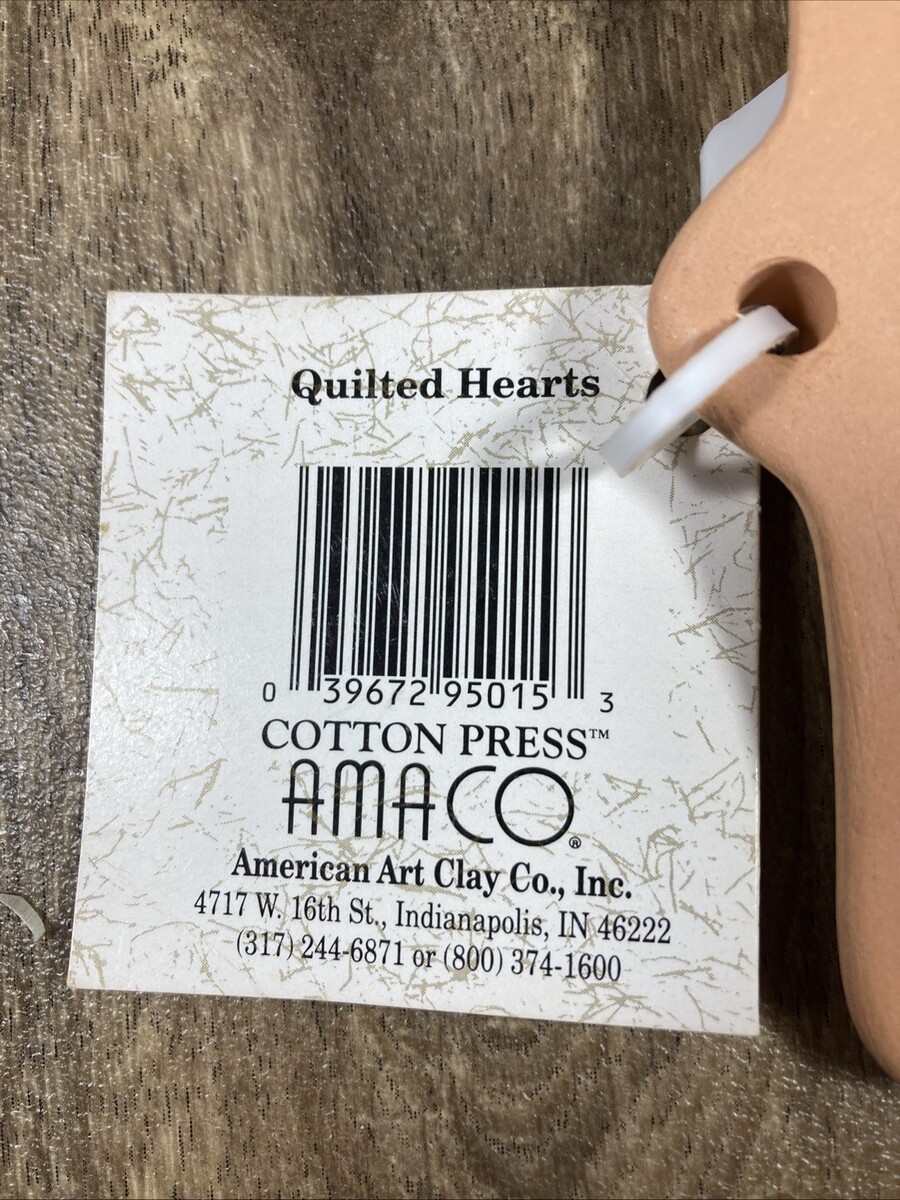 Quilted Hearts
0 39672 95015 3
COTTON PRESS™
AMACO®
American Art Clay Co., Inc.
4717 W. 16th St., Indianapolis, IN 46222
(317) 244-6871 or (800) 374-1600